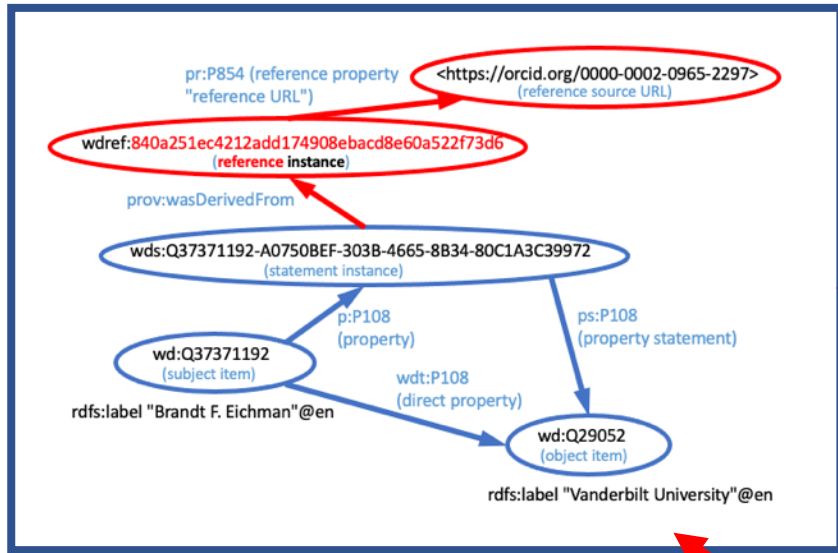 pr:P854 (reference property
"reference URL")
<https://orcid.org/0000-0002-0965-2297>
(reference source URL)
wdref:840a251ec4212add174908ebacd8e60a522f73d6
(reference instance)
prov:wasDerivedFrom
wds:Q37371192-A0750BEF-303B-4665-8B34-80C1A3C39972
(statement instance)
p:P108
(property)
ps:P108
(property statement)
wd:Q37371192
(subject item)
rdfs:label "Brandt F. Eichman"@en
wdt:P108
(direct property)
wd:Q29052
(object item)
rdfs:label "Vanderbilt University"@en